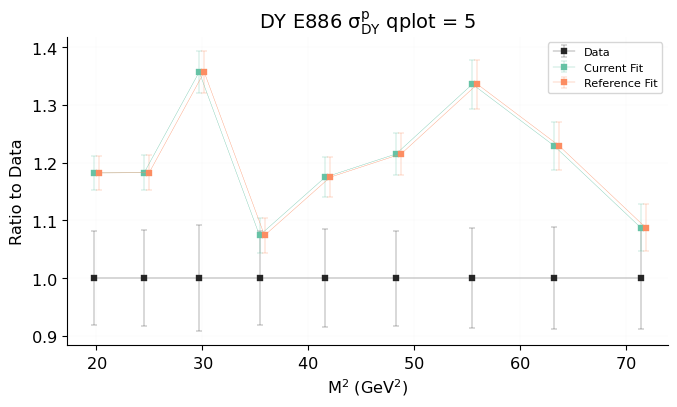 DY E886 σ^p_DY qplot = 5
Ratio to Data
1.4
1.3
1.2
1.1
1.0
0.9
20 30 40 50 60 70
M² (GeV²)
Data
Current Fit
Reference Fit